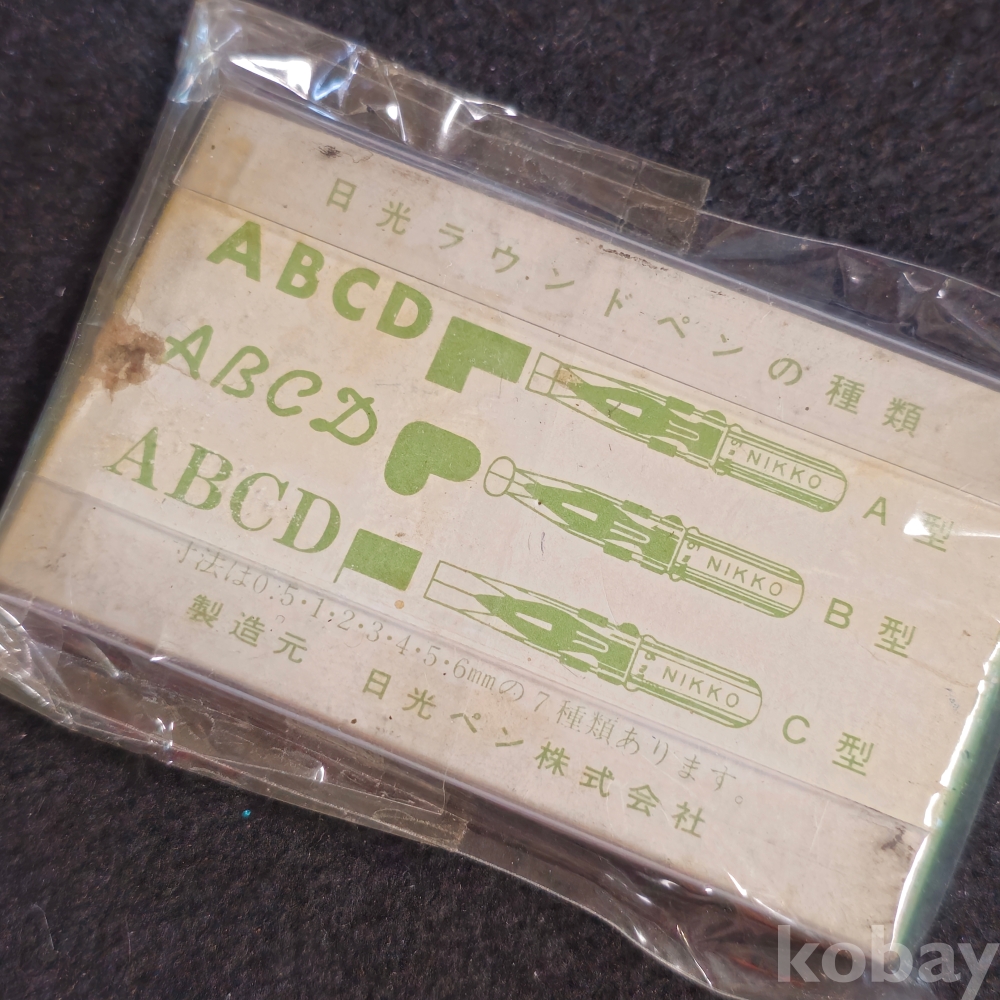 日光ラウンドペンの種類
ABCD NIKKO A型
ABCD NIKKO B型
ABCD NIKKO C型
寸法は0.5・1・2・3・4・5・6mmの7種類あります。
製造元 日光ペン株式会社
kobay